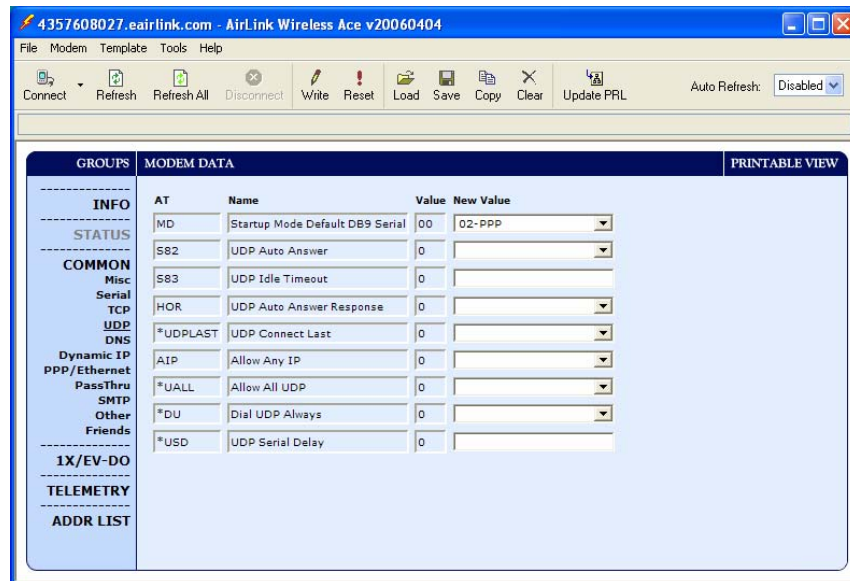 4357608027.eairlink.com - AirLink Wireless Ace v20060404
File Modem Template Tools Help
Connect Refresh Refresh All Disconnect Write Reset Load Save Copy Clear Update PRL Auto Refresh: Disabled
GROUPS MODEM DATA PRINTABLE VIEW
INFO
STATUS
COMMON
Misc
Serial
TCP
UDP
DNS
Dynamic IP
PPP/Ethernet
PassThru
SMTP
Other
Friends
1X/EV-DO
TELEMETRY
ADDR LIST
AT Name Value New Value
MD Startup Mode Default DB9 Serial 00 02-PPP
S82 UDP Auto Answer 0
S83 UDP Idle Timeout 0
HOR UDP Auto Answer Response 0
*UDPLAST UDP Connect Last 0
AIP Allow Any IP 0
*UALL Allow All UDP 0
*DU Dial UDP Always 0
*USD UDP Serial Delay 0